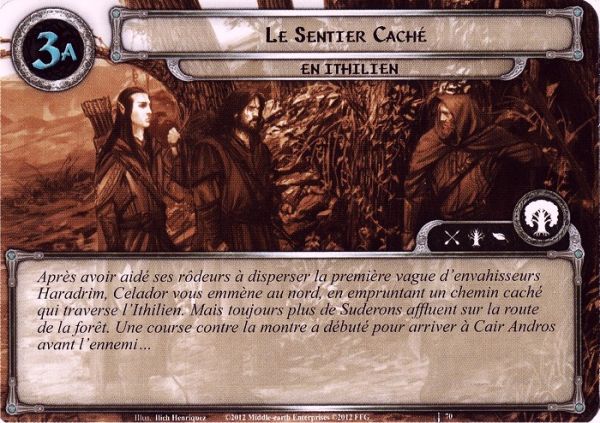 3A
Le Sentier Caché
en Ithilien
Après avoir aidé ses rôdeurs à disperser la première vague d'envahisseurs
Haradrim, Celador vous emmène au nord, en empruntant un chemin caché
qui traverse l'Ithilien. Mais toujours plus de Suderons affluent sur la route
de la forêt. Une course contre la montre a débuté pour arriver à Cair Andros
avant l'ennemi...
Illus. Ilich Henriquez ©2012 Middle-earth Enterprises ©2012 FFG 70